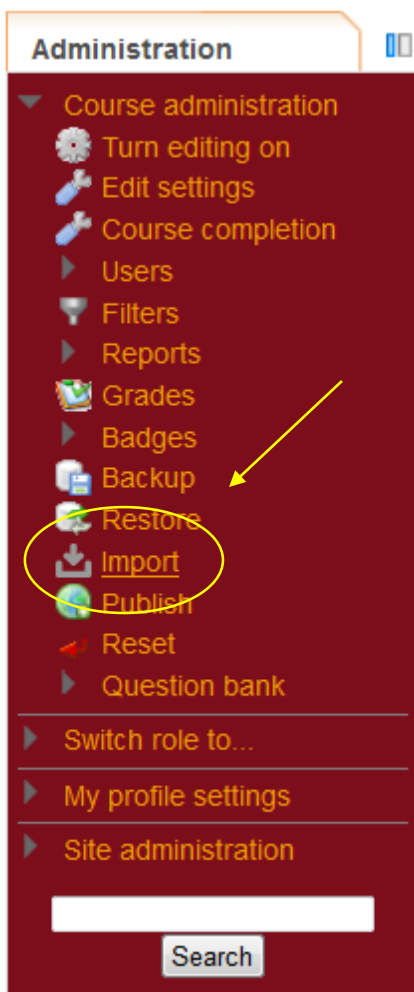 Administration
Course administration
Turn editing on
Edit settings
Course completion
Users
Filters
Reports
Grades
Badges
Backup
Restore
Import
Publish
Reset
Question bank
Switch role to...
My profile settings
Site administration
Search